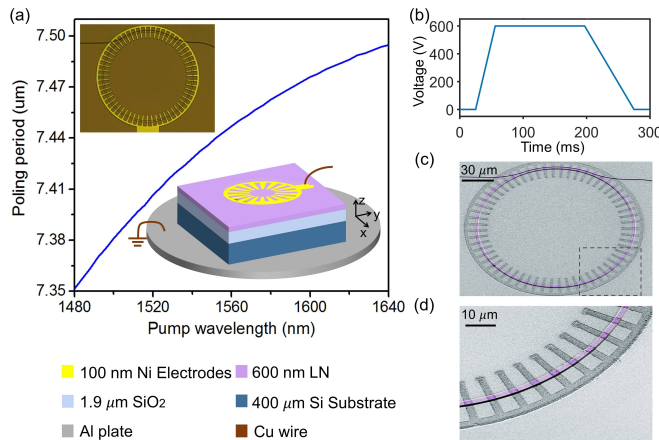 (a)
7.50
7.47
7.44
7.41
7.38
7.35
Poling period (um)
1480
1520
1560
1600
1640
Pump wavelength (nm)
z
y
x
100 nm Ni Electrodes
600 nm LN
1.9 μm SiO2
400 μm Si Substrate
Al plate
Cu wire
(b)
600
400
200
0
Voltage (V)
0
100
200
300
Time (ms)
(c)
30 μm
(d)
10 μm